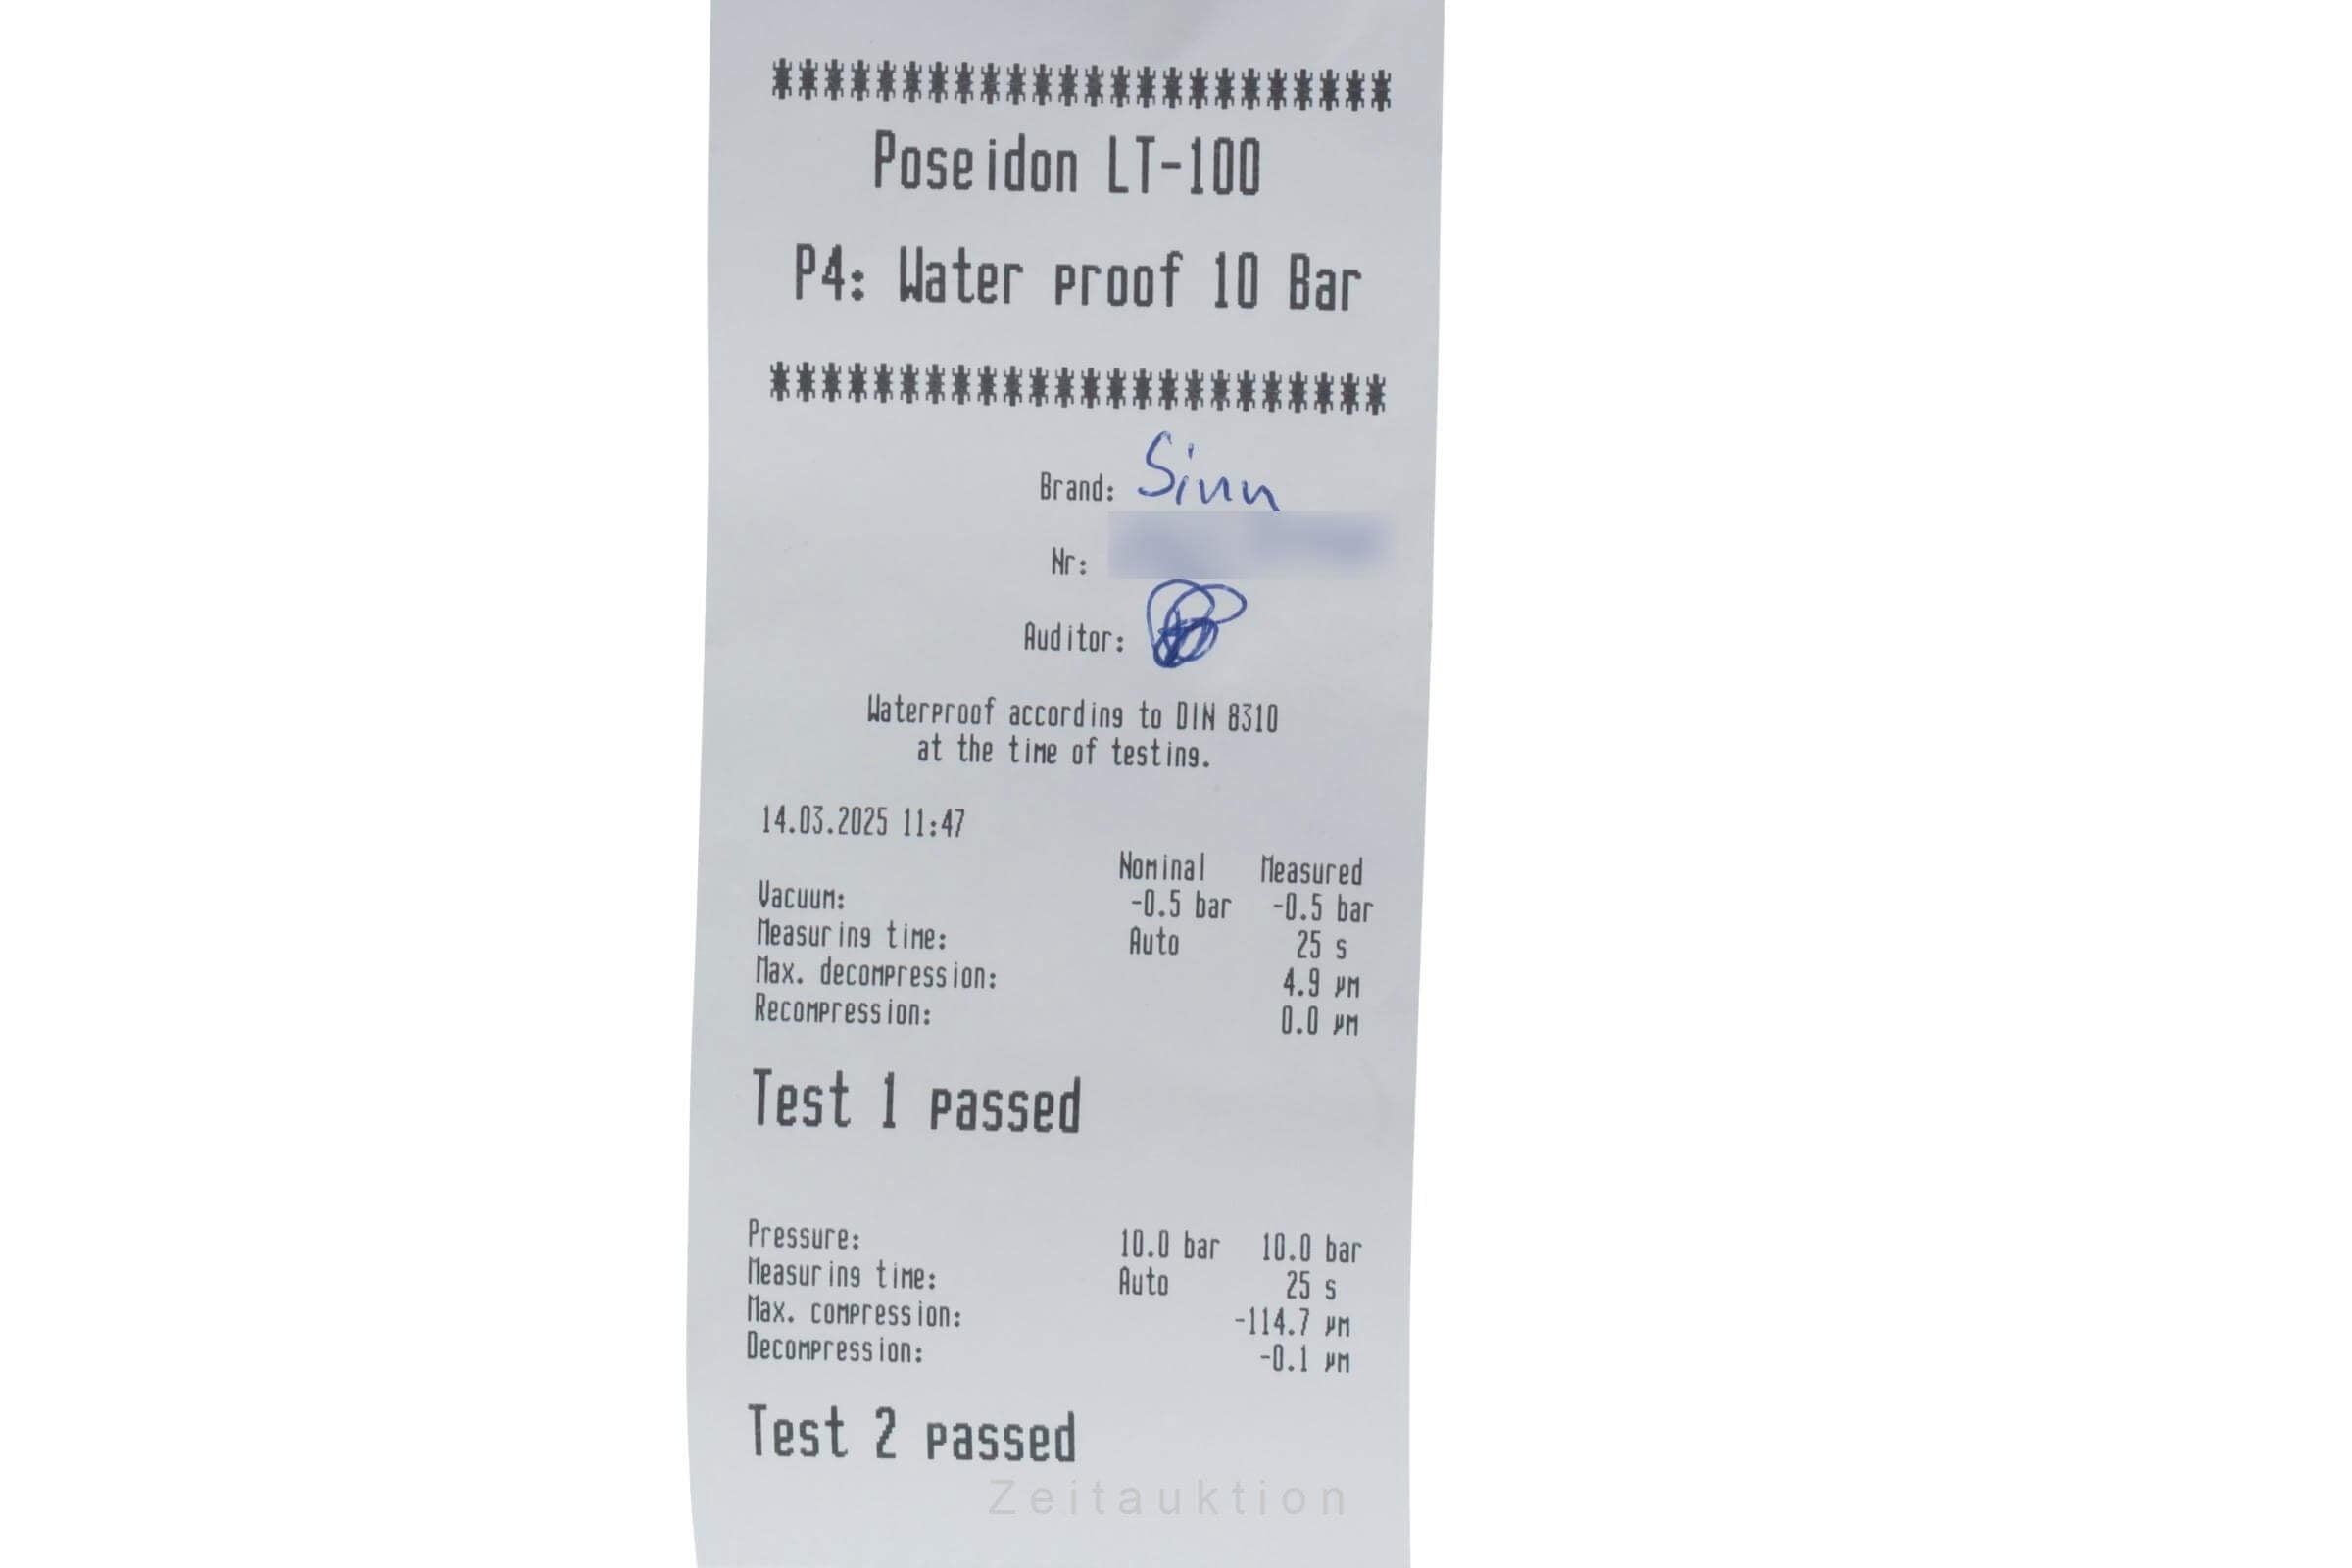 ************************
Poseidon LT-100
P4: Water proof 10 Bar
************************
Brand: Sinn
Nr:
Auditor:
Waterproof according to DIN 8310
at the time of testing.
14.03.2025 11:47
Nominal Measured
Vacuum: -0.5 bar -0.5 bar
Measuring time: Auto 25 s
Max. decompression: 4.9 µm
Recompression: 0.0 µm
Test 1 passed
Pressure: 10.0 bar 10.0 bar
Measuring time: Auto 25 s
Max. compression: -114.7 µm
Decompression: -0.1 µm
Test 2 passed
Zeitauktion